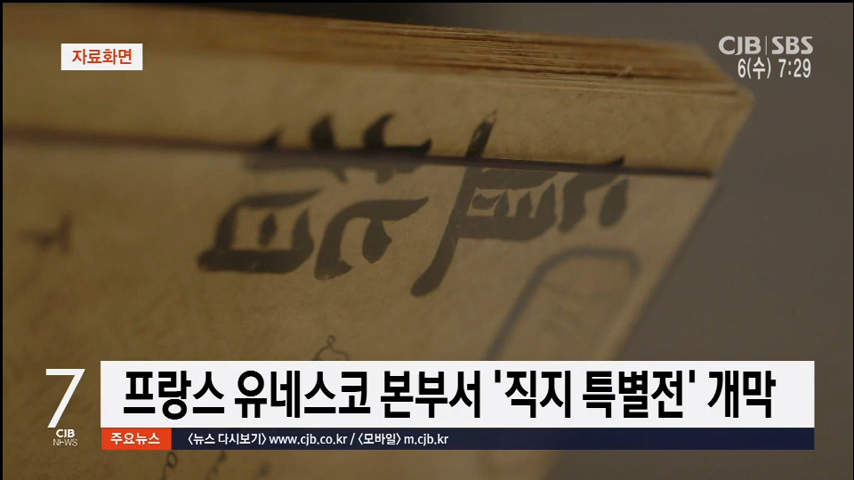 자료화면
CJB|SBS
6(수) 7:29
直指
프랑스 유네스코 본부서 '직지 특별전' 개막
7
CJB
NEWS
주요뉴스
〈뉴스 다시보기〉 www.cjb.co.kr / 〈모바일〉 m.cjb.kr